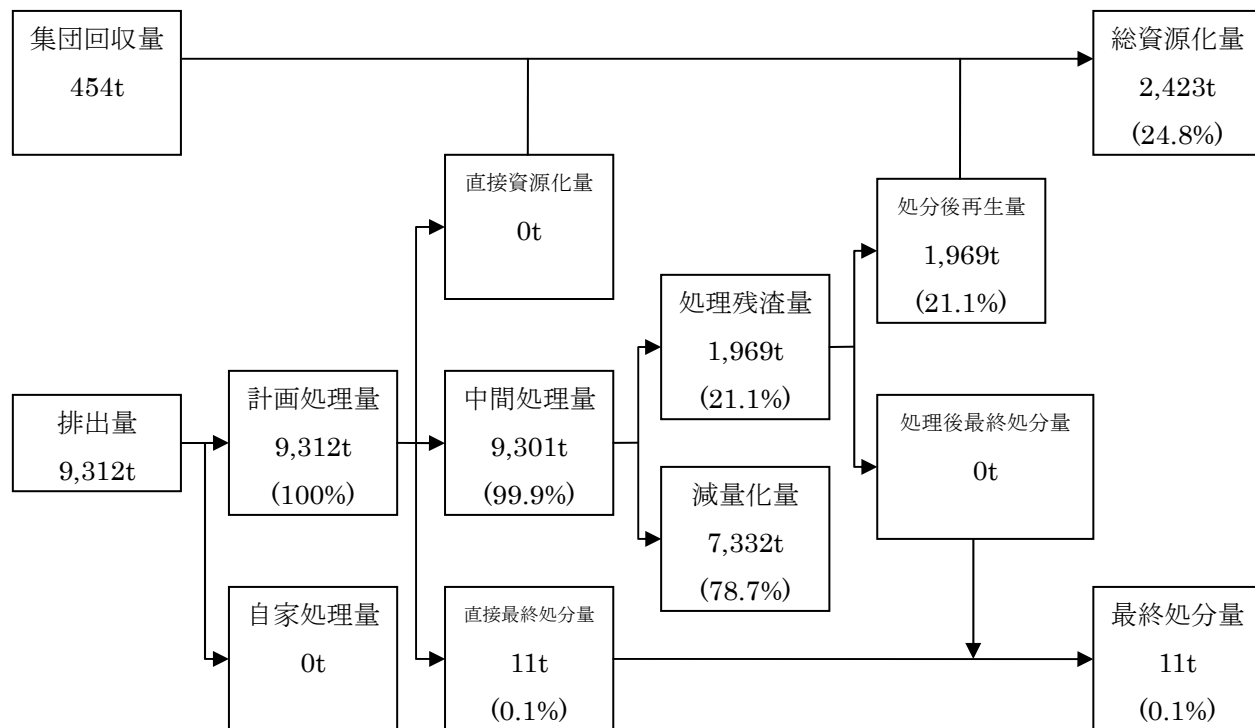 集団回収量
454t
総資源化量
2,423t
(24.8%)
直接資源化量
0t
処分後再生量
1,969t
(21.1%)
処理残渣量
1,969t
(21.1%)
排出量
9,312t
計画処理量
9,312t
(100%)
中間処理量
9,301t
(99.9%)
処理後最終処分量
0t
減量化量
7,332t
(78.7%)
自家処理量
0t
直接最終処分量
11t
(0.1%)
最終処分量
11t
(0.1%)